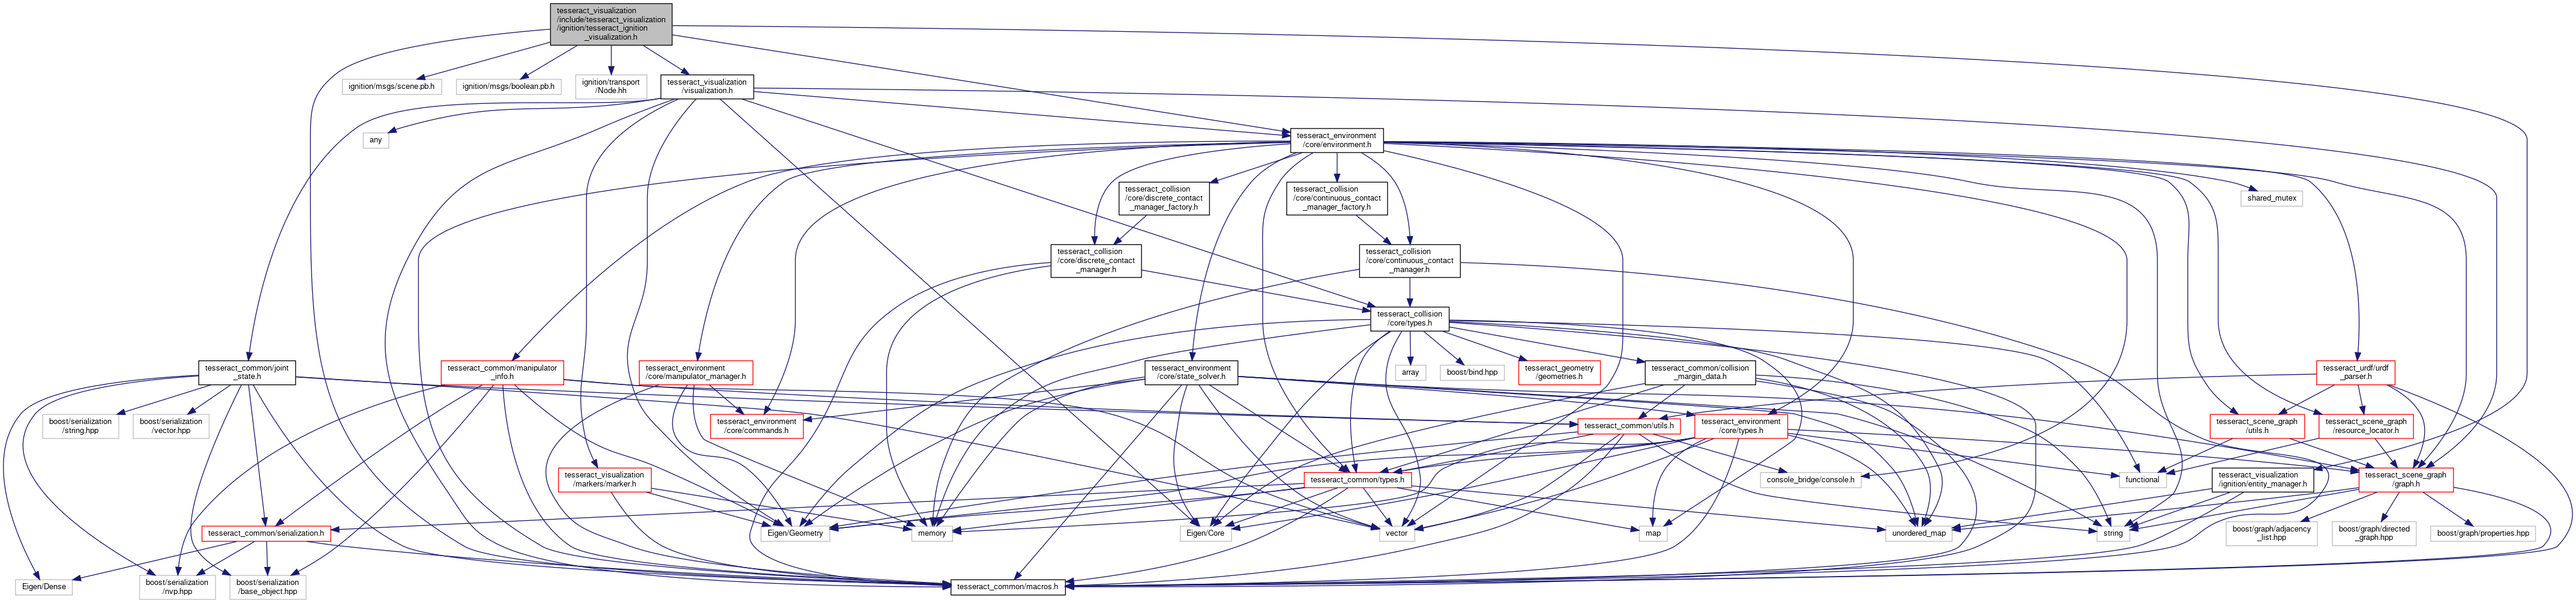 tesseract_visualization
/include/tesseract_visualization
/ignition/tesseract_ignition
_visualization.h
ignition/msgs/scene.pb.h
ignition/msgs/boolean.pb.h
ignition/transport
/Node.hh
tesseract_visualization
/visualization.h
any
tesseract_environment
/core/environment.h
tesseract_collision
/core/discrete_contact
_manager_factory.h
tesseract_collision
/core/continuous_contact
_manager_factory.h
shared_mutex
tesseract_collision
/core/discrete_contact
_manager.h
tesseract_collision
/core/continuous_contact
_manager.h
tesseract_collision
/core/types.h
tesseract_common/joint
_state.h
tesseract_common/manipulator
_info.h
tesseract_environment
/core/manipulator_manager.h
tesseract_environment
/core/state_solver.h
array
boost/bind.hpp
tesseract_geometry
/geometries.h
tesseract_common/collision
_margin_data.h
tesseract_urdf/urdf
_parser.h
boost/serialization
/string.hpp
boost/serialization
/vector.hpp
tesseract_environment
/core/commands.h
tesseract_common/utils.h
tesseract_environment
/core/types.h
tesseract_scene_graph
/utils.h
tesseract_scene_graph
/resource_locator.h
tesseract_visualization
/markers/marker.h
tesseract_common/types.h
console_bridge/console.h
functional
tesseract_visualization
/ignition/entity_manager.h
tesseract_scene_graph
/graph.h
tesseract_common/serialization.h
Eigen/Geometry
memory
Eigen/Core
vector
map
unordered_map
string
boost/graph/adjacency
_list.hpp
boost/graph/directed
_graph.hpp
boost/graph/properties.hpp
Eigen/Dense
boost/serialization
/nvp.hpp
boost/serialization
/base_object.hpp
tesseract_common/macros.h